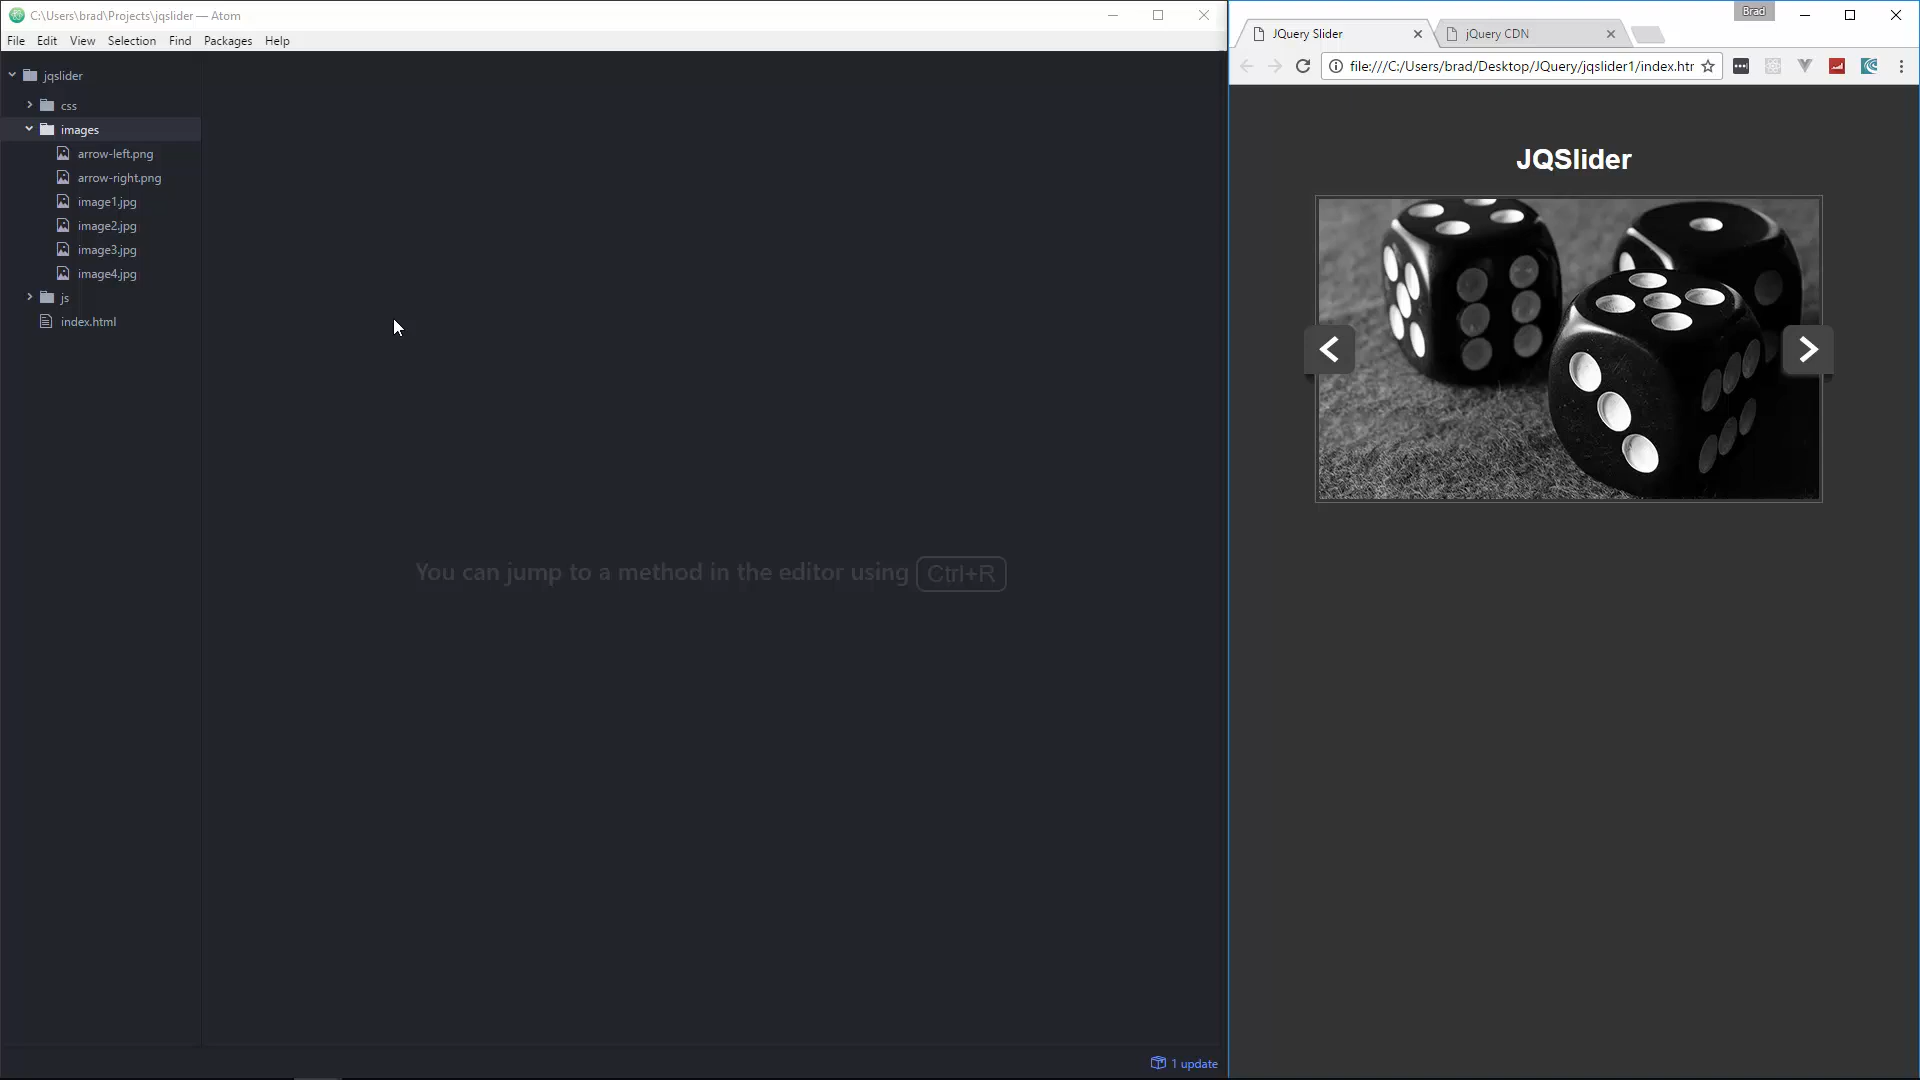 C:\Users\brad\Projects\jqslider — Atom
File Edit View Selection Find Packages Help
jqslider
css
images
arrow-left.png
arrow-right.png
image1.jpg
image2.jpg
image3.jpg
image4.jpg
js
index.html
You can jump to a method in the editor using Ctrl+R
1 update
Brad
JQuery Slider
jQuery CDN
file:///C:/Users/brad/Desktop/JQuery/jqslider1/index.htr
JQSlider